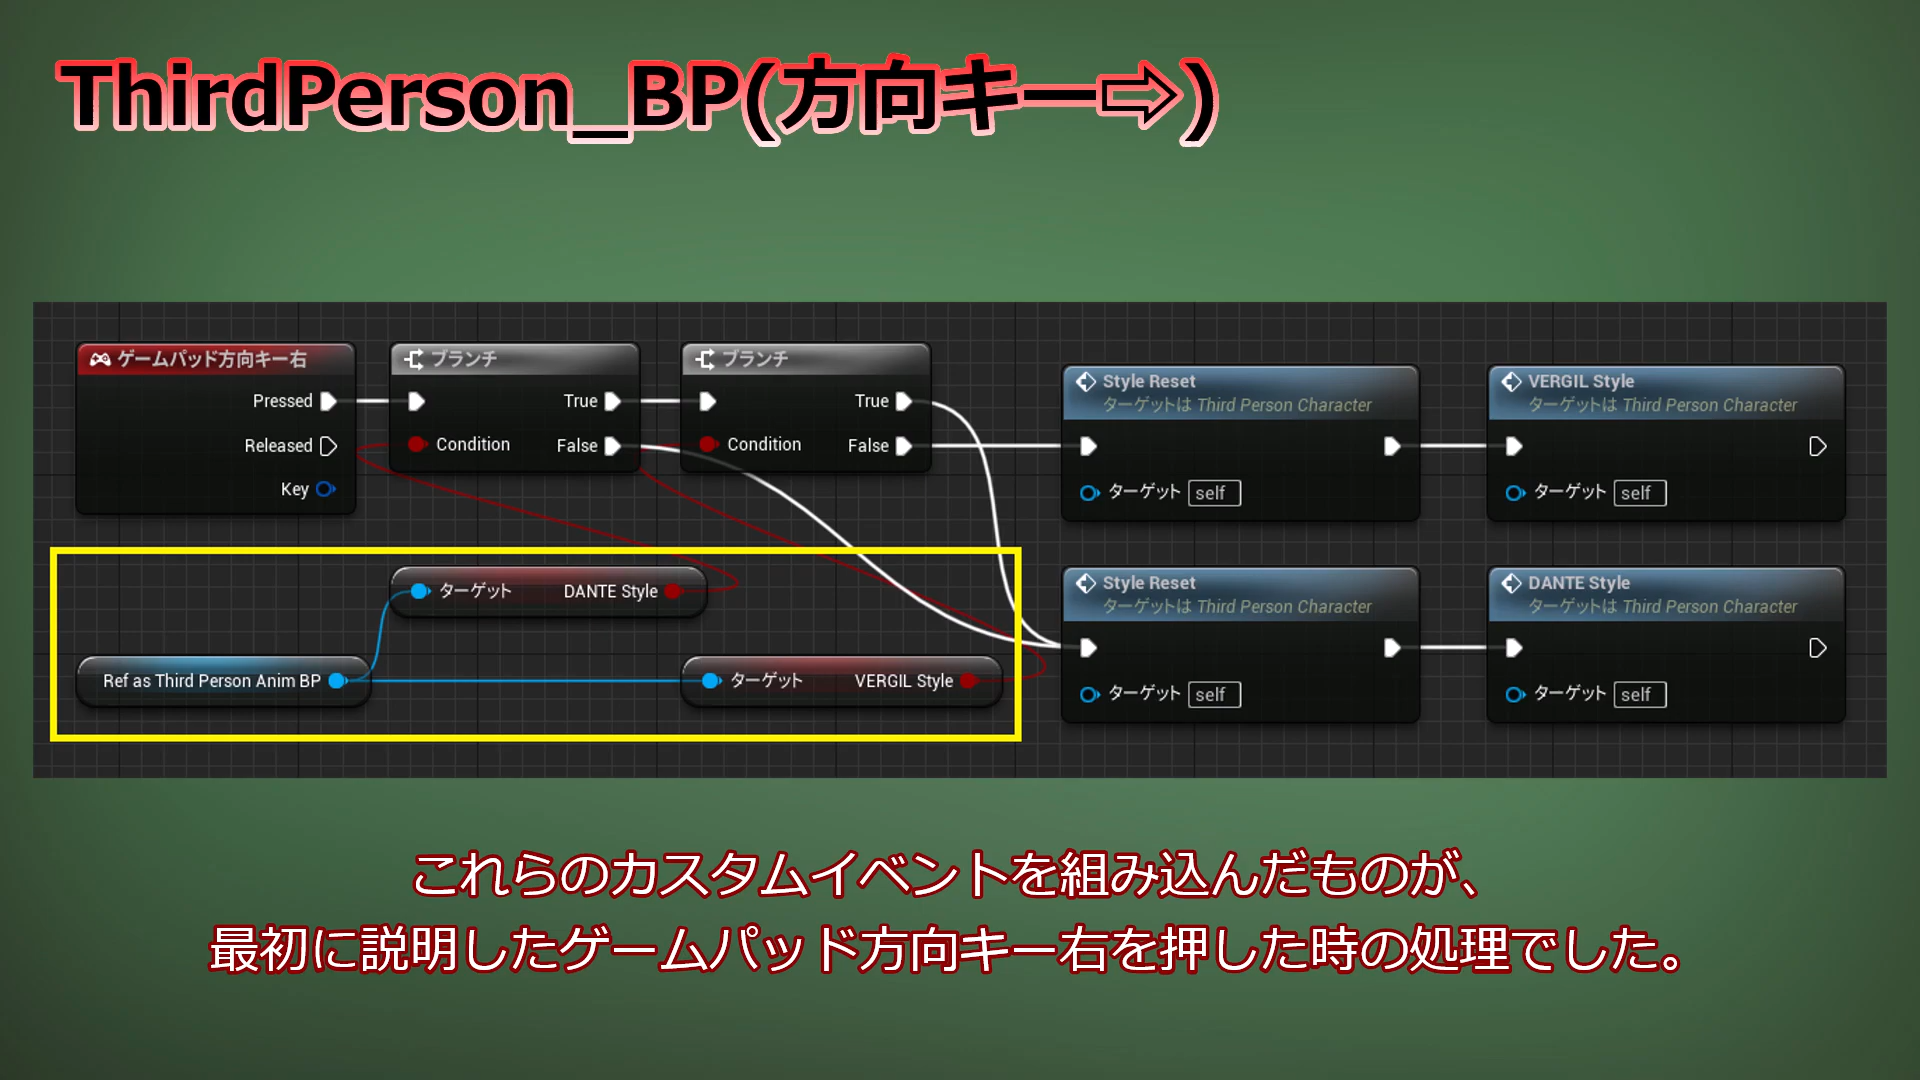 ThirdPerson_BP(方向キー⇨)
ゲームパッド方向キー右
Pressed
Released
Key
ブランチ
True
Condition
False
ブランチ
True
Condition
False
Style Reset
ターゲットは Third Person Character
ターゲット self
VERGIL Style
ターゲットは Third Person Character
ターゲット self
ターゲット DANTE Style
Ref as Third Person Anim BP
ターゲット VERGIL Style
Style Reset
ターゲットは Third Person Character
ターゲット self
DANTE Style
ターゲットは Third Person Character
ターゲット self
これらのカスタムイベントを組み込んだものが、
最初に説明したゲームパッド方向キー右を押した時の処理でした。